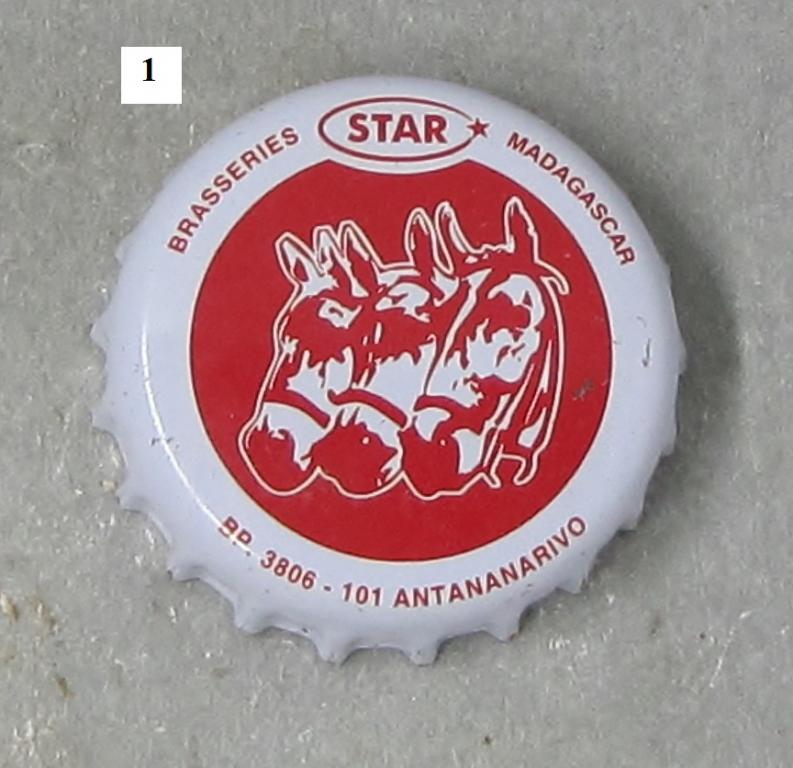 1
BRASSERIES STAR MADAGASCAR
BP. 3806 - 101 ANTANANARIVO